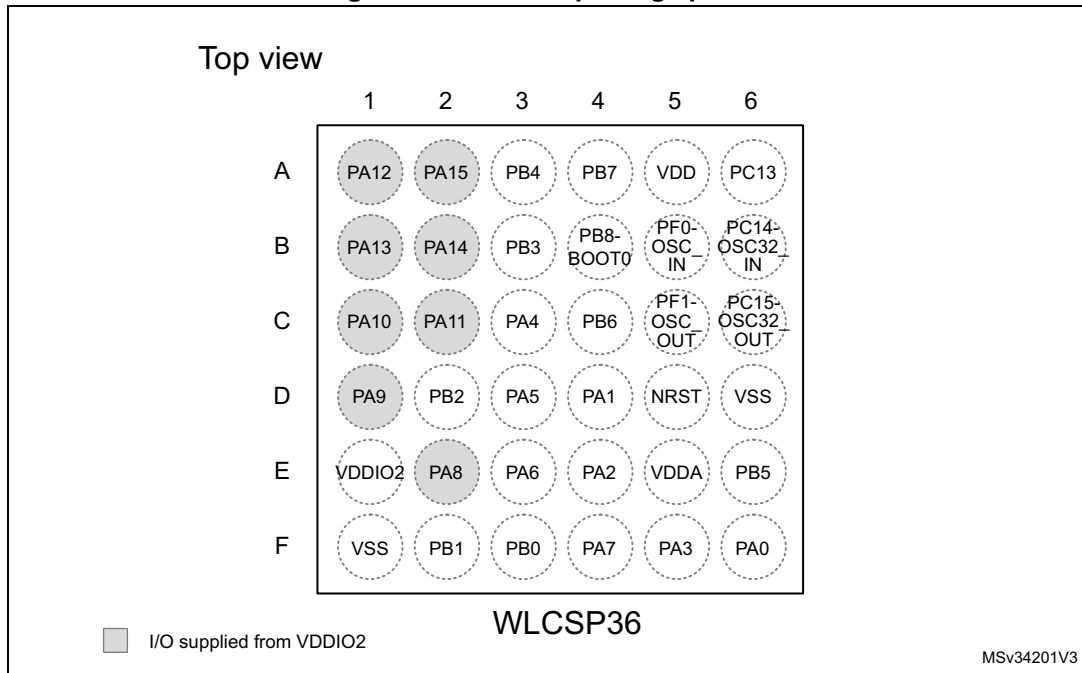 Top view
1 2 3 4 5 6
A PA12 PA15 PB4 PB7 VDD PC13
B PA13 PA14 PB3 PB8-BOOT0 PF0-OSC_IN PC14-OSC32_IN
C PA10 PA11 PA4 PB6 PF1-OSC_OUT PC15-OSC32_OUT
D PA9 PB2 PA5 PA1 NRST VSS
E VDDIO2 PA8 PA6 PA2 VDDA PB5
F VSS PB1 PB0 PA7 PA3 PA0
WLCSP36
I/O supplied from VDDIO2
MSv34201V3